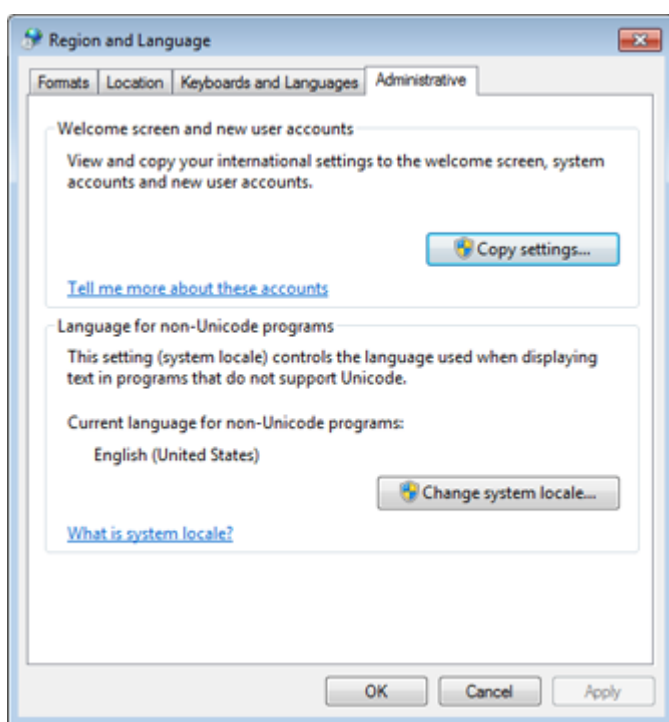 Region and Language
Formats Location Keyboards and Languages Administrative
Welcome screen and new user accounts
View and copy your international settings to the welcome screen, system
accounts and new user accounts.
Copy settings...
Tell me more about these accounts
Language for non-Unicode programs
This setting (system locale) controls the language used when displaying
text in programs that do not support Unicode.
Current language for non-Unicode programs:
English (United States)
Change system locale...
What is system locale?
OK Cancel Apply